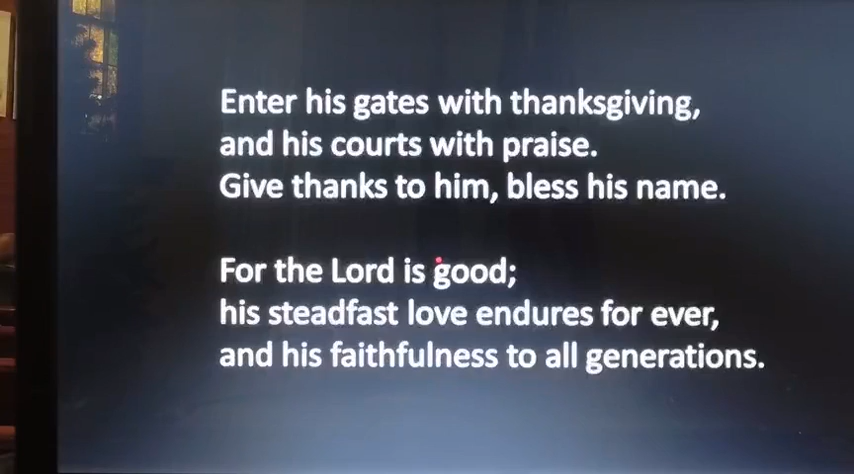 Enter his gates with thanksgiving,
and his courts with praise.
Give thanks to him, bless his name.
For the Lord is good;
his steadfast love endures for ever,
and his faithfulness to all generations.